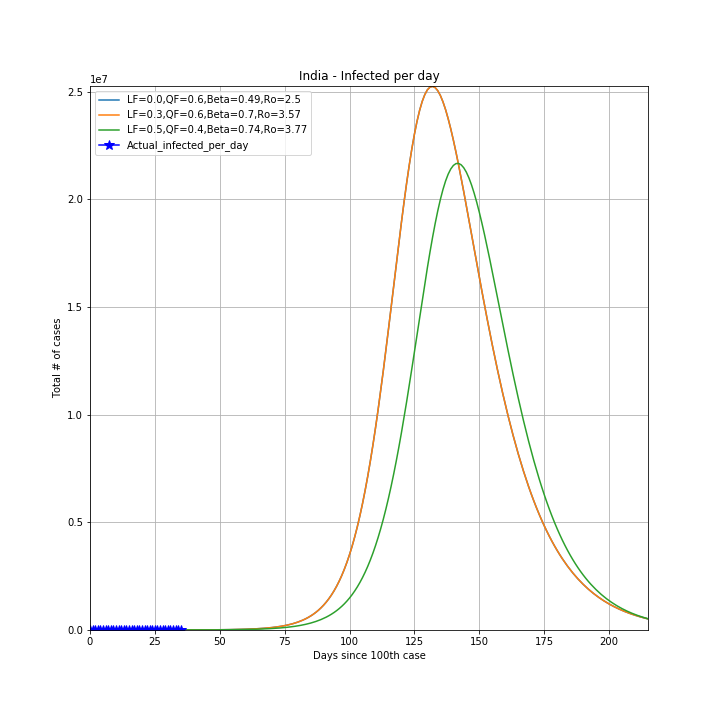 India - Infected per day
1e7
LF=0.0,QF=0.6,Beta=0.49,Ro=2.5
LF=0.3,QF=0.6,Beta=0.7,Ro=3.57
LF=0.5,QF=0.4,Beta=0.74,Ro=3.77
Actual_infected_per_day
2.5
2.0
1.5
1.0
0.5
0.0
Total # of cases
0 25 50 75 100 125 150 175 200
Days since 100th case